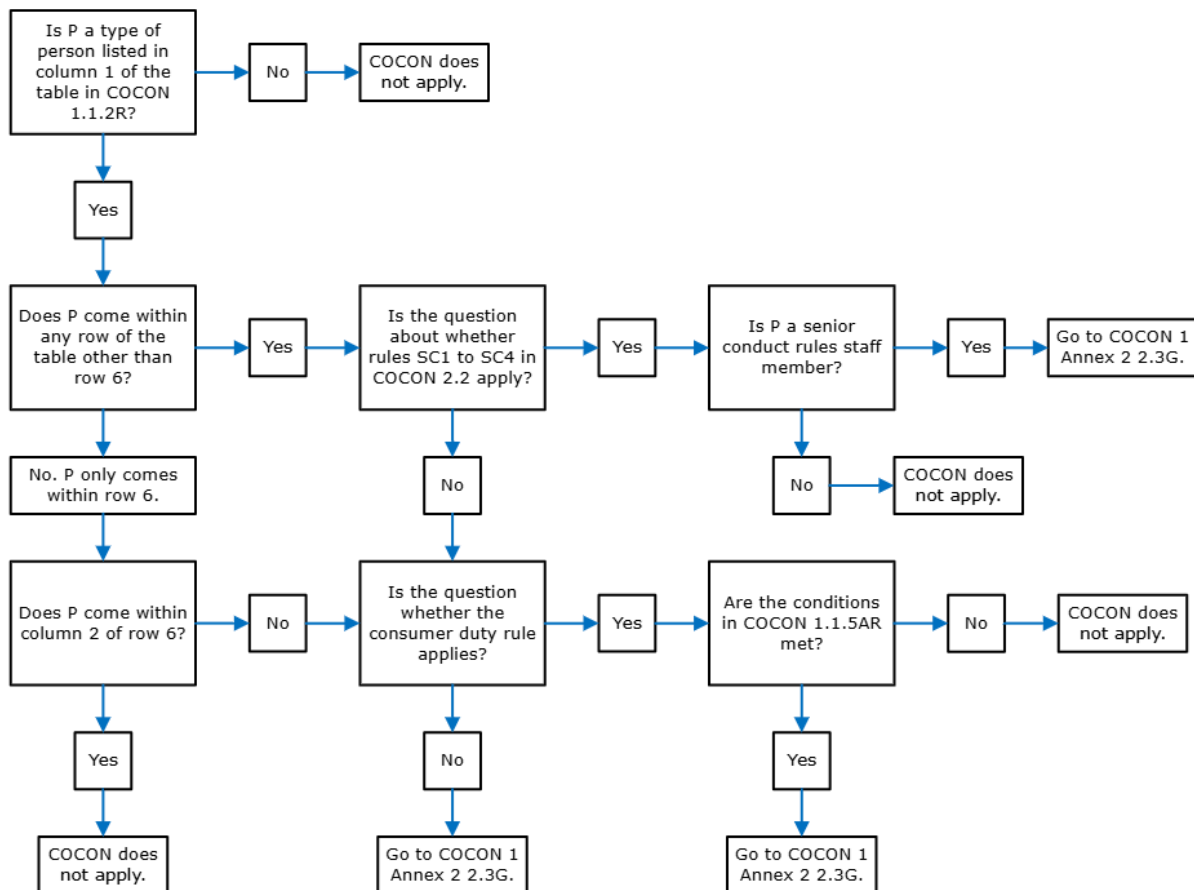 Is P a type of
person listed in
column 1 of the
table in COCON
1.1.2R?
No
COCON does
not apply.
Yes
Does P come within
any row of the
table other than
row 6?
Yes
Is the question
about whether
rules SC1 to SC4 in
COCON 2.2 apply?
Yes
Is P a senior
conduct rules staff
member?
Yes
Go to COCON 1
Annex 2 2.3G.
No. P only comes
within row 6.
No
No
COCON does
not apply.
Does P come within
column 2 of row 6?
No
Is the question
whether the
consumer duty rule
applies?
Yes
Are the conditions
in COCON 1.1.5AR
met?
No
COCON does
not apply.
Yes
No
Yes
COCON does
not apply.
Go to COCON 1
Annex 2 2.3G.
Go to COCON 1
Annex 2 2.3G.